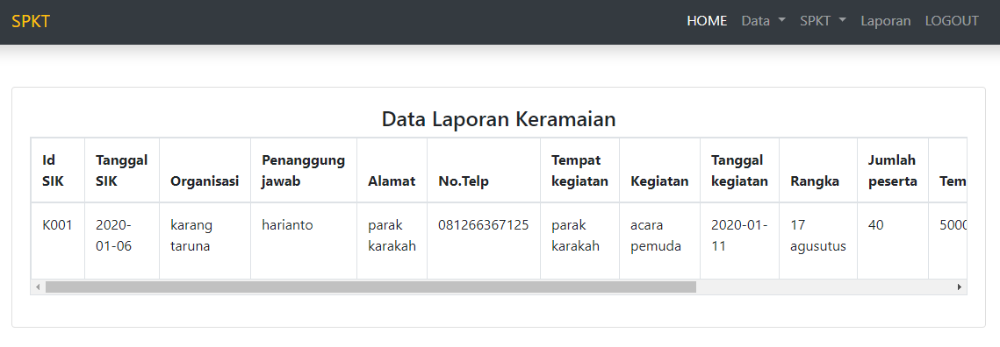 SPKT HOME Data SPKT Laporan LOGOUT
Data Laporan Keramaian
Id SIK Tanggal SIK Organisasi Penanggung jawab Alamat No.Telp Tempat kegiatan Kegiatan Tanggal kegiatan Rangka Jumlah peserta Tem
K001 2020-01-06 karang taruna harianto parak karakah 081266367125 parak karakah acara pemuda 2020-01-11 17 agusutus 40 5000